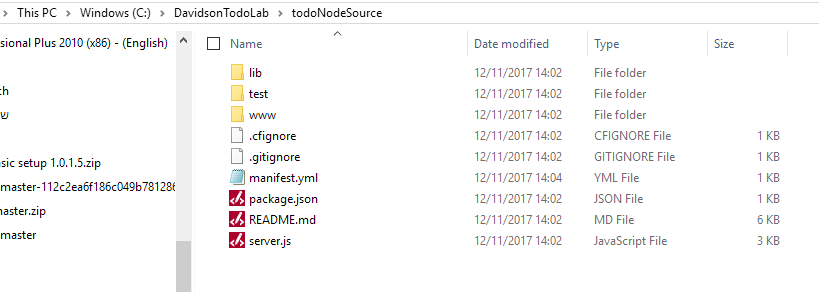 This PC > Windows (C:) > DavidsonTodoLab > todoNodeSource
Name Date modified Type Size
sional Plus 2010 (x86) - (English)
lib 12/11/2017 14:02 File folder
th test 12/11/2017 14:02 File folder
ש www 12/11/2017 14:02 File folder
.cfignore 12/11/2017 14:02 CFIGNORE File 1 KB
sic setup 1.0.1.5.zip .gitignore 12/11/2017 14:02 GITIGNORE File 1 KB
master-112c2ea6f186c049b781286 manifest.yml 12/11/2017 14:04 YML File 1 KB
master.zip package.json 12/11/2017 14:02 JSON File 1 KB
master README.md 12/11/2017 14:02 MD File 6 KB
server.js 12/11/2017 14:02 JavaScript File 3 KB